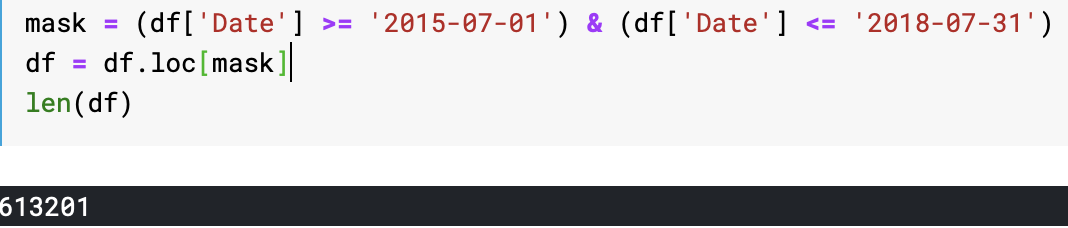 mask = (df['Date'] >= '2015-07-01') & (df['Date'] <= '2018-07-31')
df = df.loc[mask]
len(df)
613201